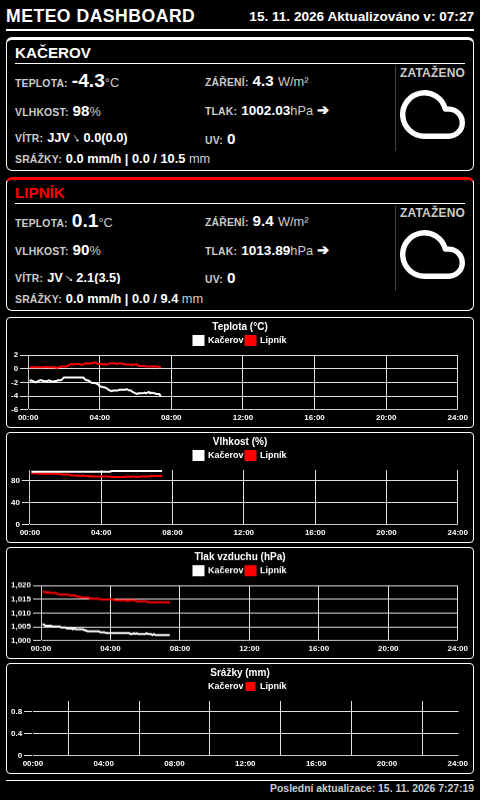 METEO DASHBOARD 15. 11. 2026 Aktualizováno v: 07:27
KAČEROV
ZATAŽENO
TEPLOTA: -4.3°C ZÁŘENÍ: 4.3 W/m²
VLHKOST: 98% TLAK: 1002.03hPa ➔
VÍTR: JJV → 0.0(0.0) UV: 0
SRÁŽKY: 0.0 mm/h | 0.0 / 10.5 mm
LIPNÍK
ZATAŽENO
TEPLOTA: 0.1°C ZÁŘENÍ: 9.4 W/m²
VLHKOST: 90% TLAK: 1013.89hPa ➔
VÍTR: JV → 2.1(3.5) UV: 0
SRÁŽKY: 0.0 mm/h | 0.0 / 9.4 mm
Teplota (°C)
Kačerov Lipník
2
0
-2
-4
-6
00:00 04:00 08:00 12:00 16:00 20:00 24:00
Vlhkost (%)
Kačerov Lipník
80
40
0
00:00 04:00 08:00 12:00 16:00 20:00 24:00
Tlak vzduchu (hPa)
Kačerov Lipník
1,020
1,015
1,010
1,005
1,000
00:00 04:00 08:00 12:00 16:00 20:00 24:00
Srážky (mm)
Kačerov Lipník
0.8
0.4
0
00:00 04:00 08:00 12:00 16:00 20:00 24:00
Poslední aktualizace: 15. 11. 2026 7:27:19